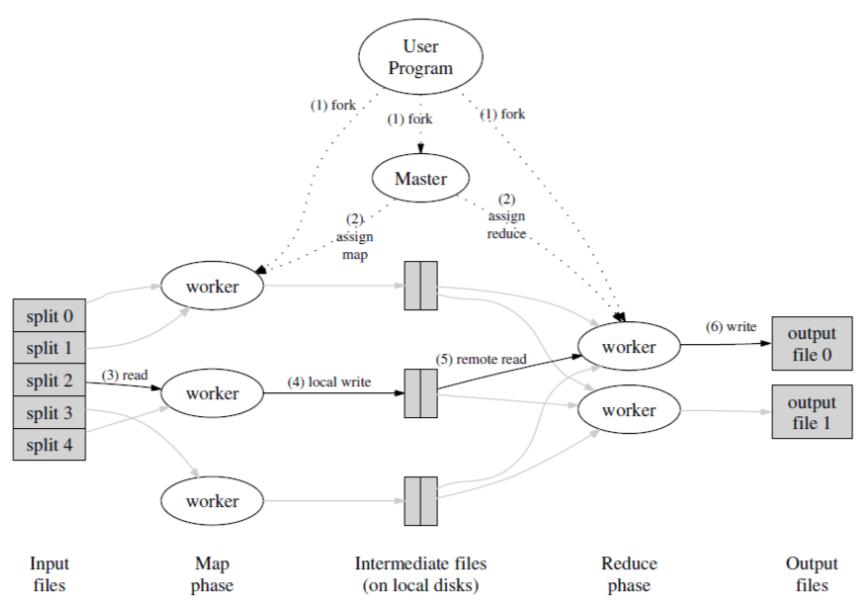 User
Program
(1) fork
(1) fork
(1) fork
Master
(2)
assign
map
(2)
assign
reduce
worker
split 0
split 1
split 2
split 3
split 4
(3) read
worker
(4) local write
(5) remote read
worker
(6) write
output
file 0
worker
output
file 1
worker
Input
files
Map
phase
Intermediate files
(on local disks)
Reduce
phase
Output
files